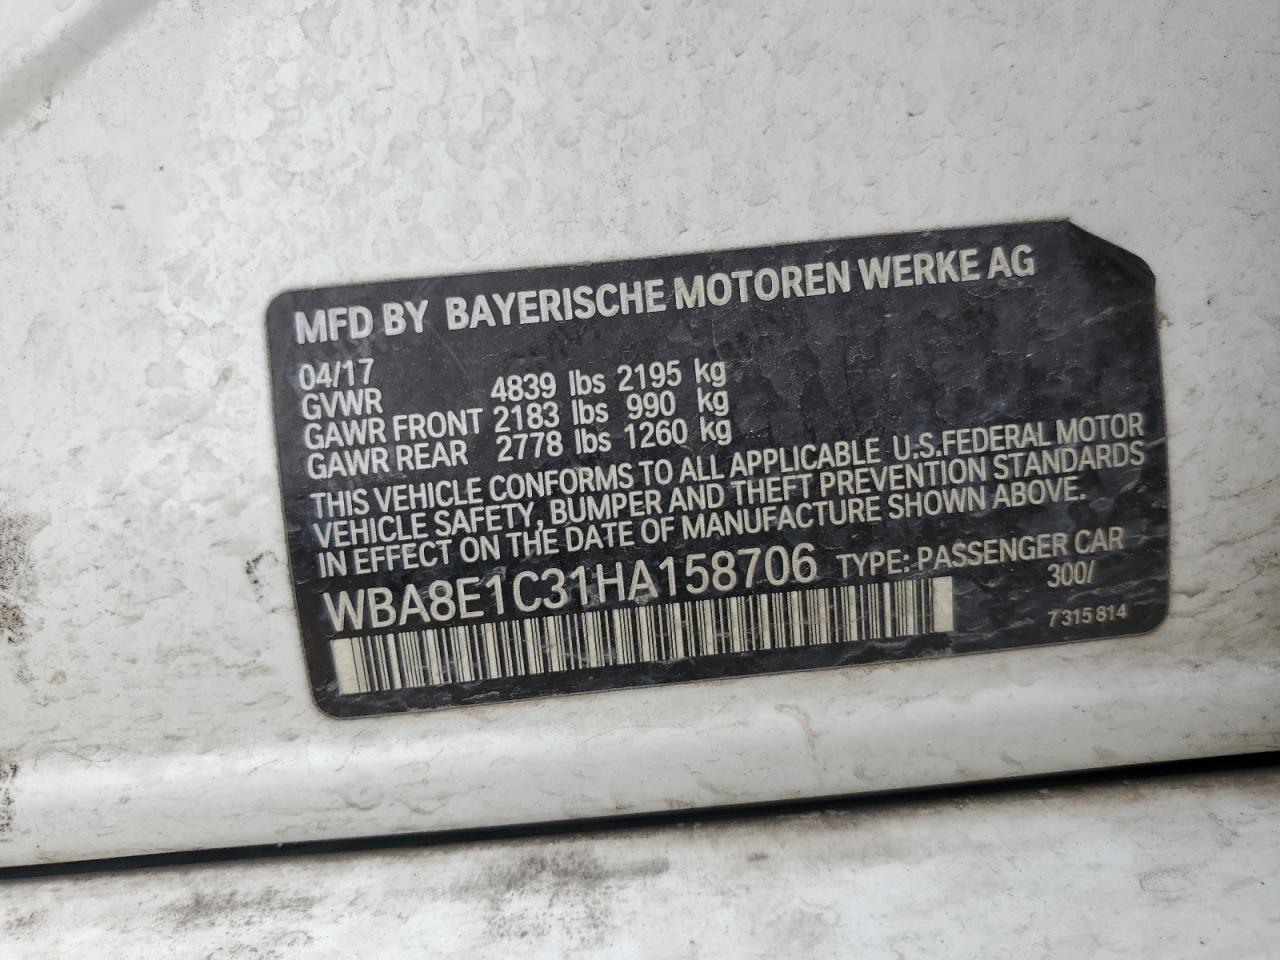 MFD BY BAYERISCHE MOTOREN WERKE AG
04/17
GVWR 4839 lbs 2195 kg
GAWR FRONT 2183 lbs 990 kg
GAWR REAR 2778 lbs 1260 kg
THIS VEHICLE CONFORMS TO ALL APPLICABLE U.S.FEDERAL MOTOR
VEHICLE SAFETY, BUMPER AND THEFT PREVENTION STANDARDS
IN EFFECT ON THE DATE OF MANUFACTURE SHOWN ABOVE.
WBA8E1C31HA158706 TYPE: PASSENGER CAR
300/
7 315 814